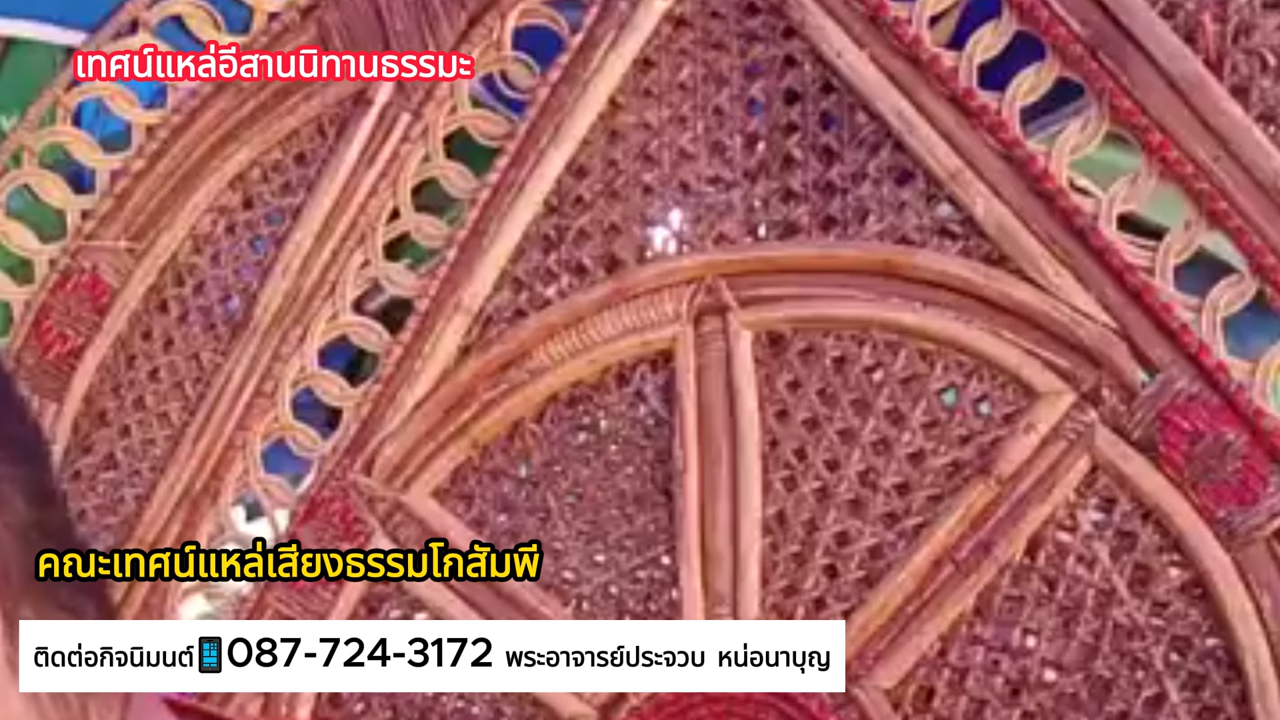 เทศน์แหล่อีสานนิทานธรรมะ
คณะเทศน์แหล่เสียงธรรมโกสัมพี
ติดต่อกิจนิมนต์📱087-724-3172 พระอาจารย์ประจวบ หน่อนาบุญ